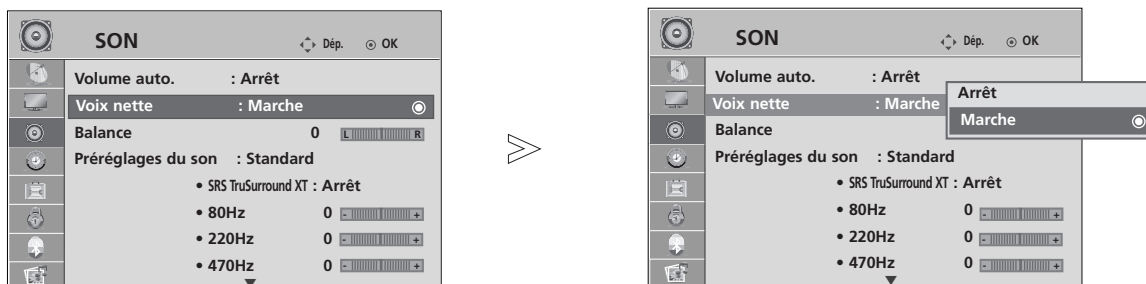 SON Dép. OK
Volume auto. : Arrêt
Voix nette : Marche
Balance 0 L R
Préréglages du son : Standard
• SRS TruSurround XT : Arrêt
• 80Hz 0 - +
• 220Hz 0 - +
• 470Hz 0 - +
SON Dép. OK
Volume auto. : Arrêt
Voix nette : Marche
Arrêt
Marche
Balance
Préréglages du son : Standard
• SRS TruSurround XT : Arrêt
• 80Hz 0 - +
• 220Hz 0 - +
• 470Hz 0 - +